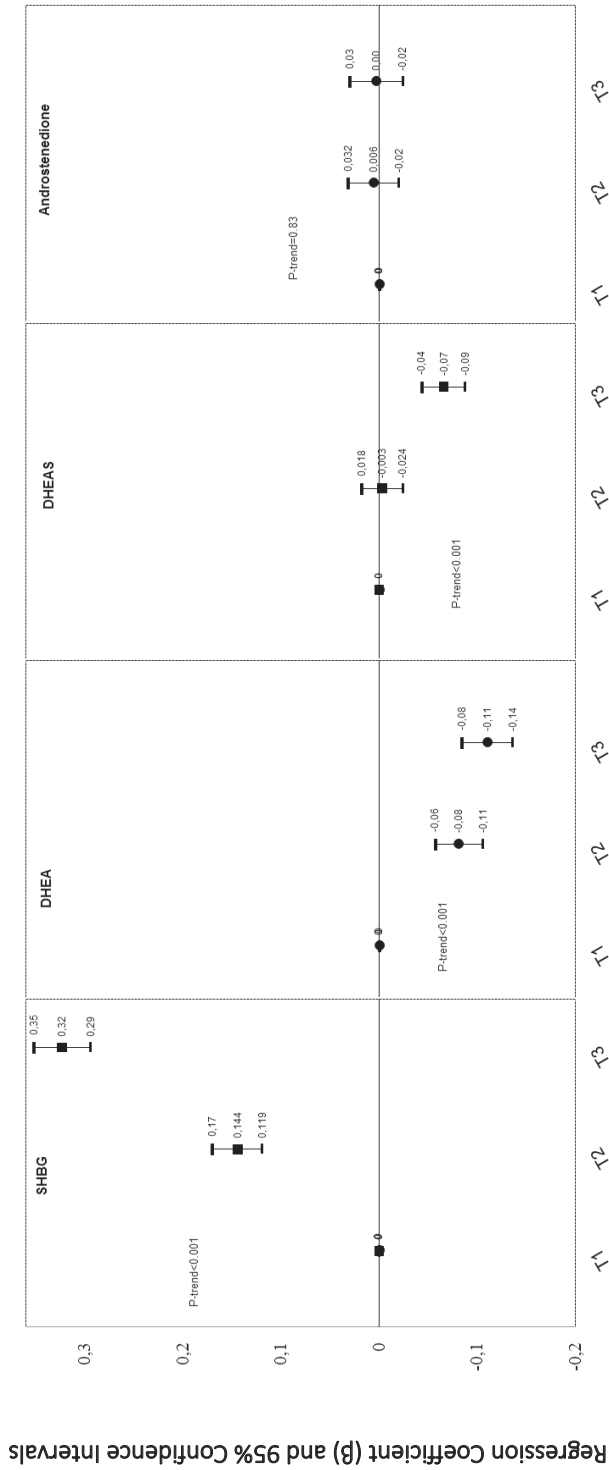 Regression Coefficient (β) and 95% Confidence Intervals
0,3
0,2
0,1
0
-0,1
-0,2
SHBG
P-trend<0.001
0
0,17
0,144
0,119
0,35
0,32
0,29
T1
T2
T3
DHEA
P-trend<0.001
0
-0,06
-0,08
-0,11
-0,08
-0,11
-0,14
T1
T2
T3
DHEAS
P-trend<0.001
0
0,018
-0,003
-0,024
-0,04
-0,07
-0,09
T1
T2
T3
Androstenedione
P-trend=0.83
0
0,032
0,006
-0,02
0,03
0,00
-0,02
T1
T2
T3